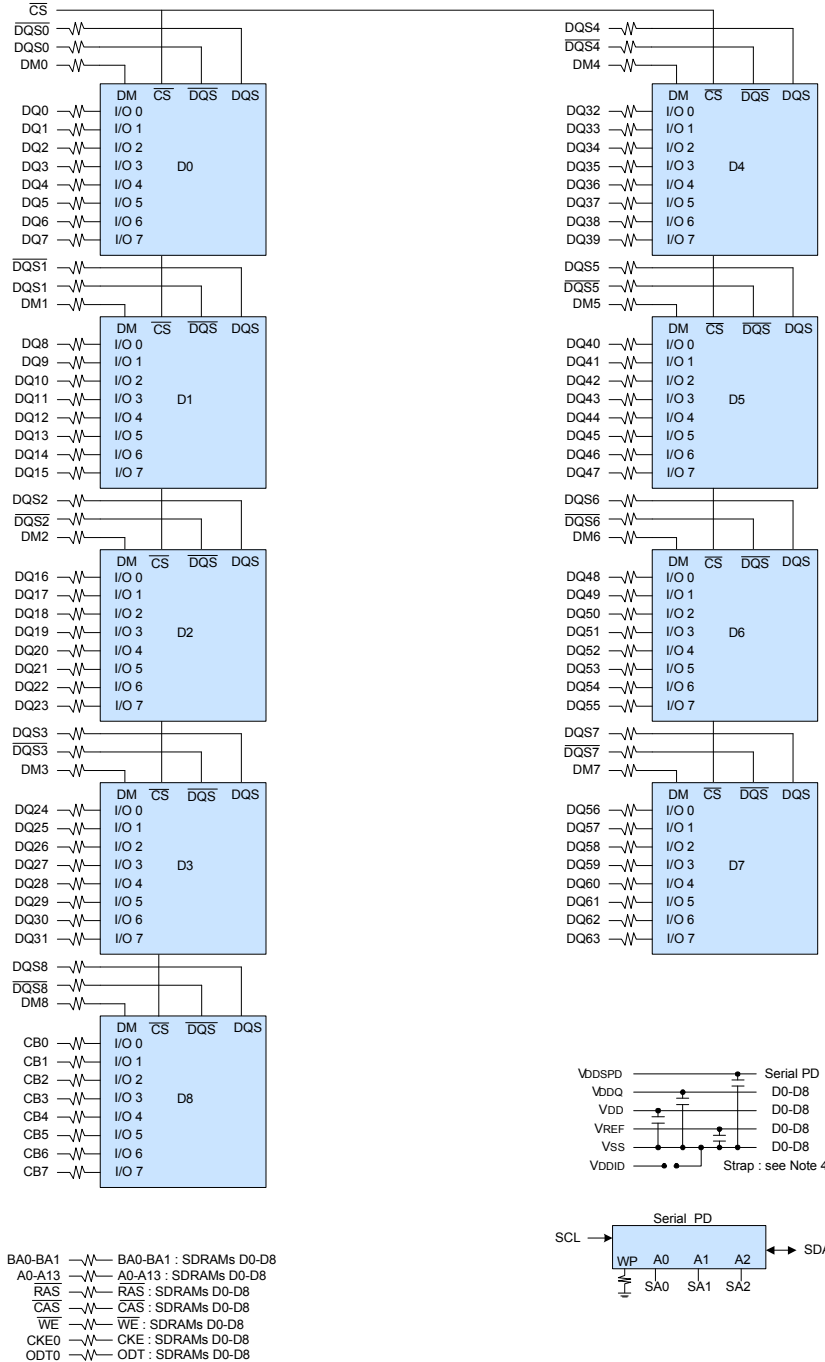 CS
DQS0
DQS0
DM0
DM CS DQS DQS
DQ0 I/O 0
DQ1 I/O 1
DQ2 I/O 2
DQ3 I/O 3 D0
DQ4 I/O 4
DQ5 I/O 5
DQ6 I/O 6
DQ7 I/O 7
DQS1
DQS1
DM1
DM CS DQS DQS
DQ8 I/O 0
DQ9 I/O 1
DQ10 I/O 2
DQ11 I/O 3 D1
DQ12 I/O 4
DQ13 I/O 5
DQ14 I/O 6
DQ15 I/O 7
DQS2
DQS2
DM2
DM CS DQS DQS
DQ16 I/O 0
DQ17 I/O 1
DQ18 I/O 2
DQ19 I/O 3 D2
DQ20 I/O 4
DQ21 I/O 5
DQ22 I/O 6
DQ23 I/O 7
DQS3
DQS3
DM3
DM CS DQS DQS
DQ24 I/O 0
DQ25 I/O 1
DQ26 I/O 2
DQ27 I/O 3 D3
DQ28 I/O 4
DQ29 I/O 5
DQ30 I/O 6
DQ31 I/O 7
DQS8
DQS8
DM8
DM CS DQS DQS
CB0 I/O 0
CB1 I/O 1
CB2 I/O 2
CB3 I/O 3 D8
CB4 I/O 4
CB5 I/O 5
CB6 I/O 6
CB7 I/O 7
BA0-BA1 BA0-BA1 : SDRAMs D0-D8
A0-A13 A0-A13 : SDRAMs D0-D8
RAS RAS : SDRAMs D0-D8
CAS CAS : SDRAMs D0-D8
WE WE : SDRAMs D0-D8
CKE0 CKE : SDRAMs D0-D8
ODT0 ODT : SDRAMs D0-D8
DQS4
DQS4
DM4
DM CS DQS DQS
DQ32 I/O 0
DQ33 I/O 1
DQ34 I/O 2
DQ35 I/O 3 D4
DQ36 I/O 4
DQ37 I/O 5
DQ38 I/O 6
DQ39 I/O 7
DQS5
DQS5
DM5
DM CS DQS DQS
DQ40 I/O 0
DQ41 I/O 1
DQ42 I/O 2
DQ43 I/O 3 D5
DQ44 I/O 4
DQ45 I/O 5
DQ46 I/O 6
DQ47 I/O 7
DQS6
DQS6
DM6
DM CS DQS DQS
DQ48 I/O 0
DQ49 I/O 1
DQ50 I/O 2
DQ51 I/O 3 D6
DQ52 I/O 4
DQ53 I/O 5
DQ54 I/O 6
DQ55 I/O 7
DQS7
DQS7
DM7
DM CS DQS DQS
DQ56 I/O 0
DQ57 I/O 1
DQ58 I/O 2
DQ59 I/O 3 D7
DQ60 I/O 4
DQ61 I/O 5
DQ62 I/O 6
DQ63 I/O 7
VDDSPD Serial PD
VDDQ D0-D8
VDD D0-D8
VREF D0-D8
VSS D0-D8
VDDID Strap : see Note 4
Serial PD
SCL SDA
WP A0 A1 A2
SA0 SA1 SA2